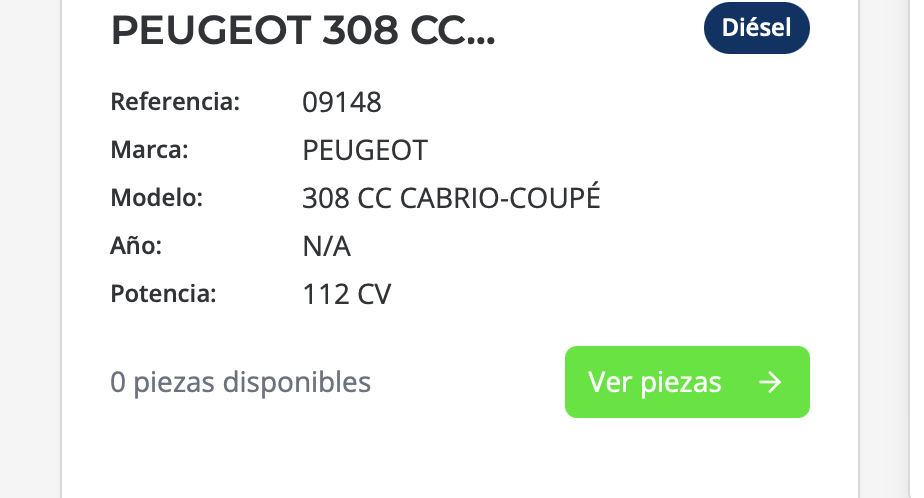 PEUGEOT 308 CC...
Diésel
Referencia: 09148
Marca: PEUGEOT
Modelo: 308 CC CABRIO-COUPÉ
Año: N/A
Potencia: 112 CV
0 piezas disponibles
Ver piezas →